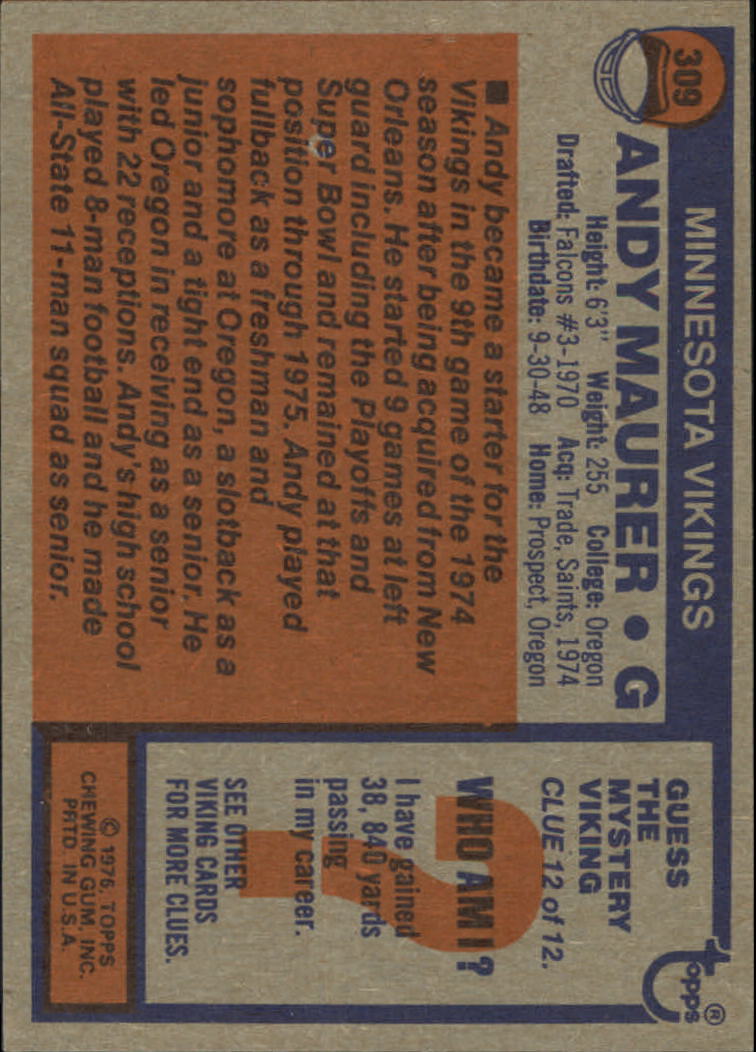 309
MINNESOTA VIKINGS
ANDY MAURER • G
Height: 6'3" Weight: 255 College: Oregon
Drafted: Falcons #3-1970 Acq: Trade, Saints, 1974
Birthdate: 9-30-48 Home: Prospect, Oregon
■ Andy became a starter for the
Vikings in the 9th game of the 1974
season after being acquired from New
Orleans. He started 9 games at left
guard including the Playoffs and
Super Bowl and remained at that
position through 1975. Andy played
fullback as a freshman and
sophomore at Oregon, a slotback as a
junior and a tight end as a senior. He
led Oregon in receiving as a senior
with 22 receptions. Andy's high school
played 8-man football and he made
All-State 11-man squad as senior.
Topps®
GUESS
THE
MYSTERY
VIKING
CLUE 12 of 12.
WHO AM I?
I have gained
38, 840 yards
passing
in my career.
SEE OTHER
VIKING CARDS
FOR MORE CLUES.
© 1976, TOPPS
CHEWING GUM, INC.
PRTD. IN U.S.A.